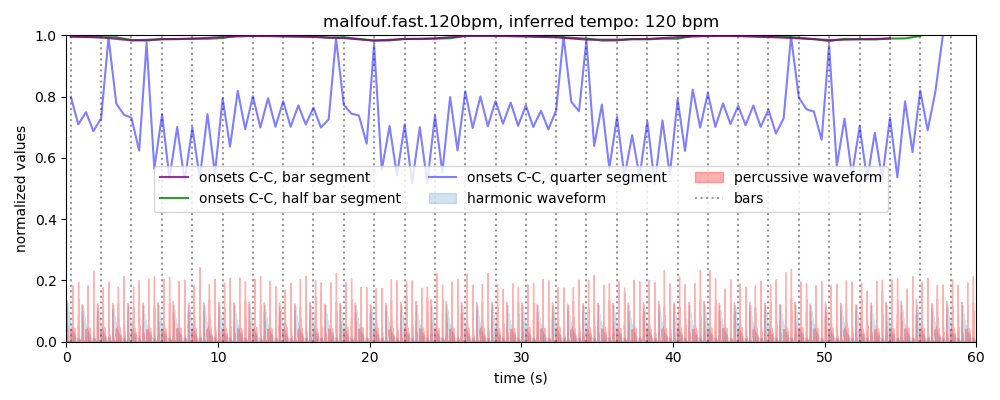 malfouf.fast.120bpm, inferred tempo: 120 bpm
normalized values
1.0
0.8
0.6
0.4
0.2
0.0
onsets C-C, bar segment
onsets C-C, half bar segment
onsets C-C, quarter segment
harmonic waveform
percussive waveform
bars
0 10 20 30 40 50 60
time (s)